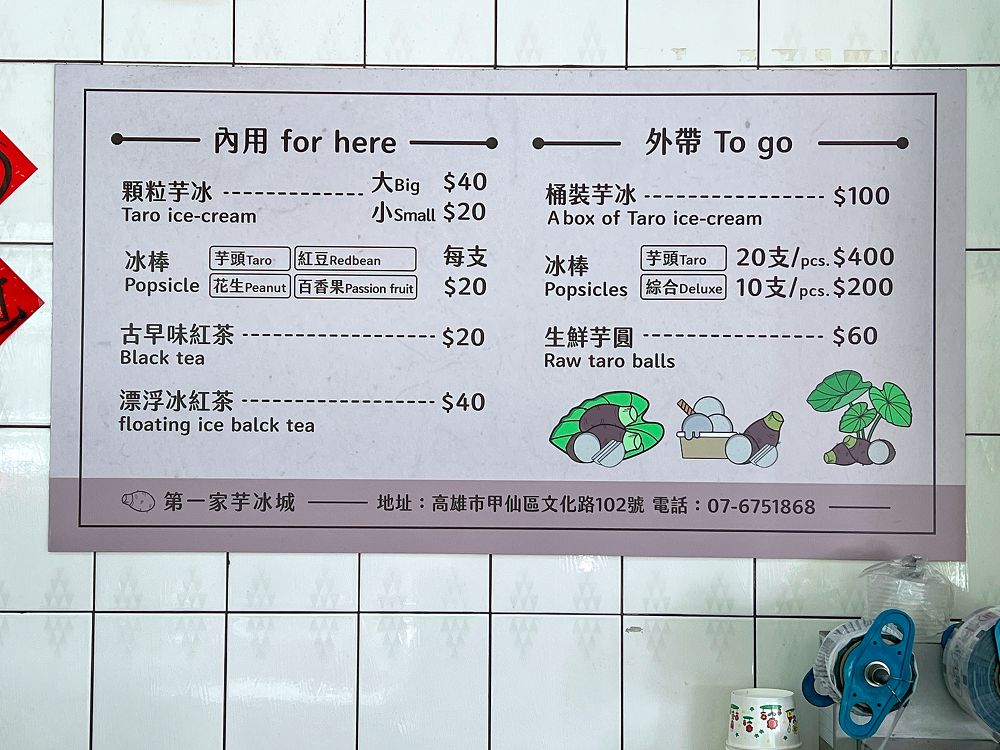 內用 for here
顆粒芋冰 大Big $40
Taro ice-cream 小Small $20
冰棒 芋頭Taro 紅豆Redbean 每支
Popsicle 花生Peanut 百香果Passion fruit $20
古早味紅茶 $20
Black tea
漂浮冰紅茶 $40
floating ice balck tea
外帶 To go
桶裝芋冰 $100
A box of Taro ice-cream
冰棒 芋頭Taro 20支/pcs. $400
Popsicles 綜合Deluxe 10支/pcs. $200
生鮮芋圓 $60
Raw taro balls
第一家芋冰城 地址：高雄市甲仙區文化路102號 電話：07-6751868